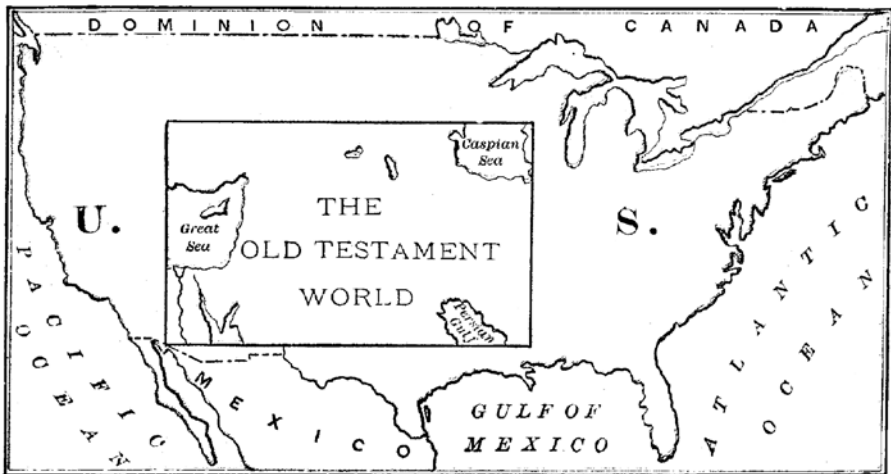 DOMINION OF CANADA
Caspian
Sea
THE
U.
Great
Sea
S.
OLD TESTAMENT
WORLD
Persian
Gulf
PACIFIC
OCEAN
ATLANTIC
OCEAN
MEXICO
GULF OF
MEXICO